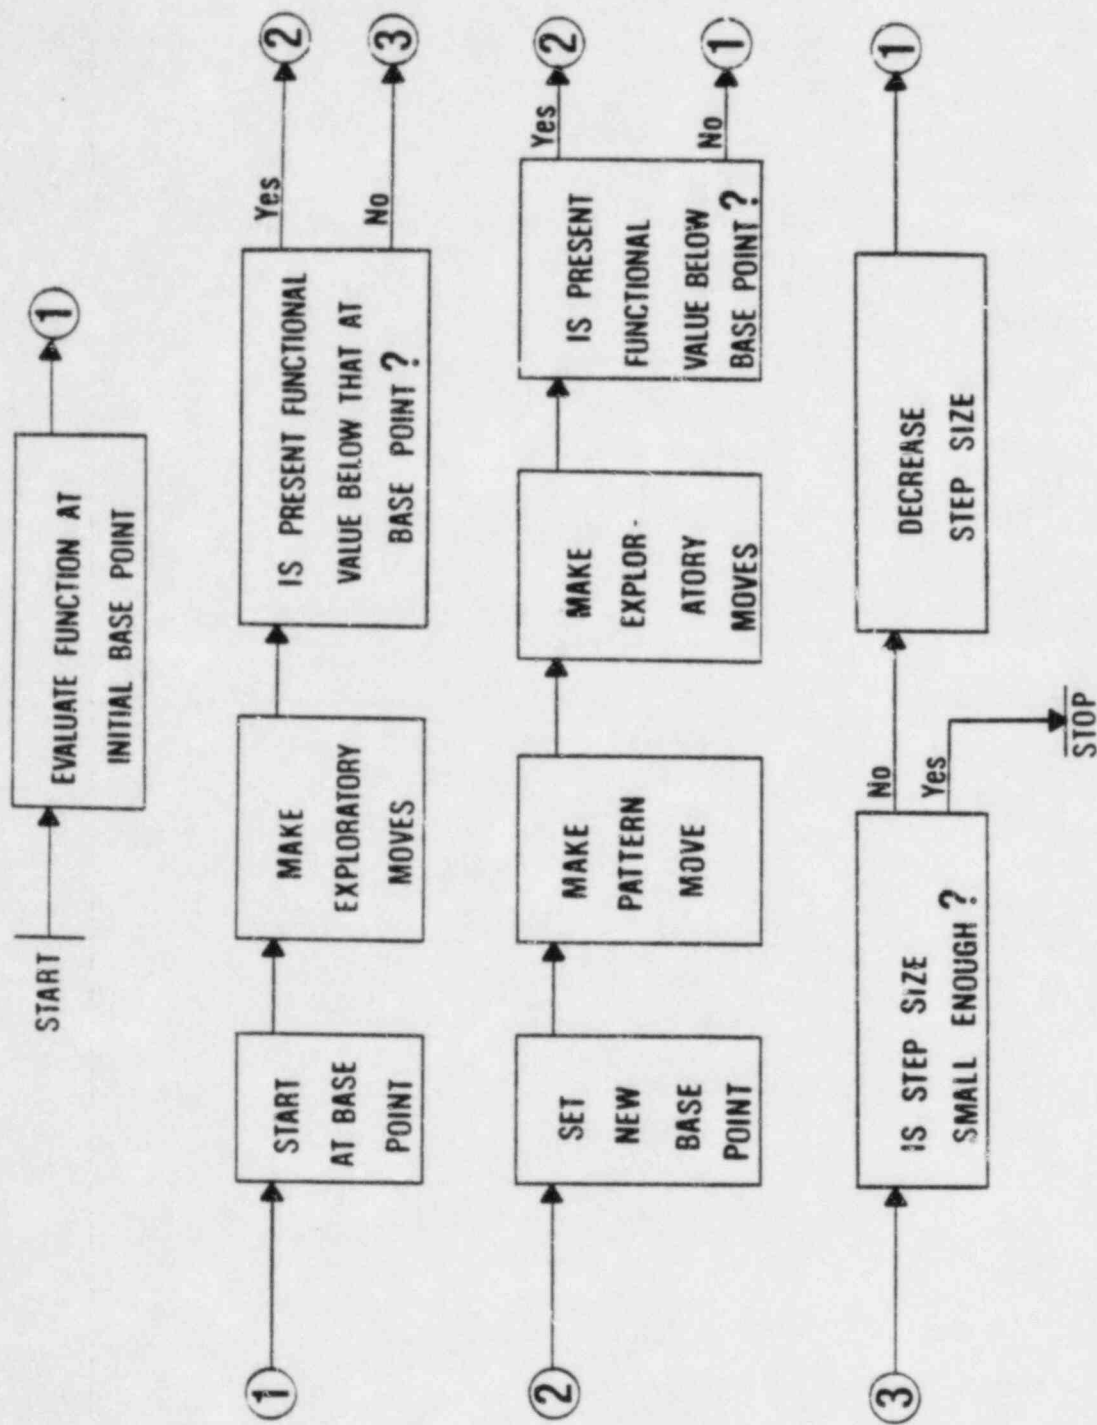 START
EVALUATE FUNCTION AT
INITIAL BASE POINT
1
1
START
AT BASE
POINT
MAKE
EXPLORATORY
MOVES
IS PRESENT FUNCTIONAL
VALUE BELOW THAT AT
BASE POINT?
Yes
2
No
3
2
SET
NEW
BASE
POINT
MAKE
PATTERN
MOVE
MAKE
EXPLOR-
ATORY
MOVES
IS PRESENT
FUNCTIONAL
VALUE BELOW
BASE POINT?
Yes
2
No
1
3
IS STEP SIZE
SMALL ENOUGH?
No
Yes
STOP
DECREASE
STEP SIZE
1